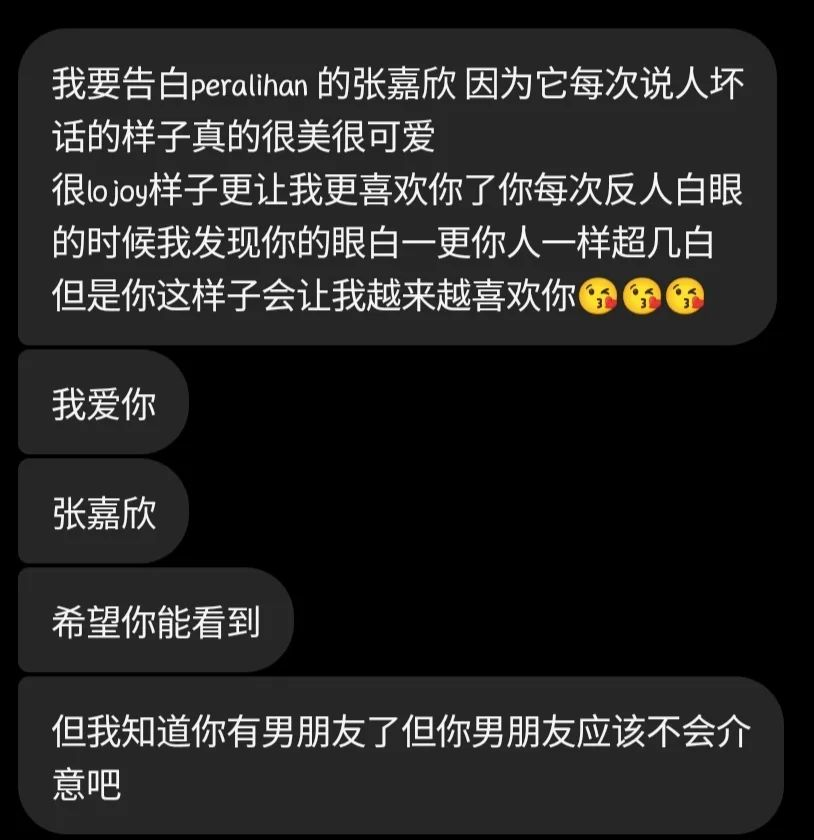 我要告白peralihan 的张嘉欣 因为它每次说人坏
话的样子真的很美很可爱
很lojoy样子更让我更喜欢你了你每次反人白眼
的时候我发现你的眼白一更你人一样超几白
但是你这样子会让我越来越喜欢你😘😘😘
我爱你
张嘉欣
希望你能看到
但我知道你有男朋友了但你男朋友应该不会介
意吧